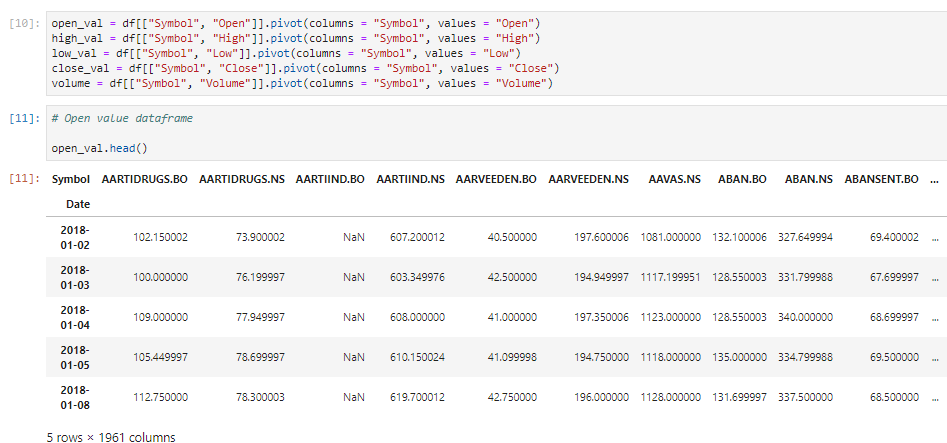 [10]: open_val = df[["Symbol", "Open"]].pivot(columns = "Symbol", values = "Open")
high_val = df[["Symbol", "High"]].pivot(columns = "Symbol", values = "High")
low_val = df[["Symbol", "Low"]].pivot(columns = "Symbol", values = "Low")
close_val = df[["Symbol", "Close"]].pivot(columns = "Symbol", values = "Close")
volume = df[["Symbol", "Volume"]].pivot(columns = "Symbol", values = "Volume")
[11]: # Open value dataframe
open_val.head()
[11]: Symbol AARTIDRUGS.BO AARTIDRUGS.NS AARTIIND.BO AARTIIND.NS AARVEEDEN.BO AARVEEDEN.NS AAVAS.NS ABAN.BO ABAN.NS ABANSENT.BO ...
Date
2018-01-02 102.150002 73.900002 NaN 607.200012 40.500000 197.600006 1081.000000 132.100006 327.649994 69.400002 ...
2018-01-03 100.000000 76.199997 NaN 603.349976 42.500000 194.949997 1117.199951 128.550003 331.799988 67.699997 ...
2018-01-04 109.000000 77.949997 NaN 608.000000 41.000000 197.350006 1123.000000 128.550003 340.000000 68.699997 ...
2018-01-05 105.449997 78.699997 NaN 610.150024 41.099998 194.750000 1118.000000 135.000000 334.799988 69.500000 ...
2018-01-08 112.750000 78.300003 NaN 619.700012 42.750000 196.000000 1128.000000 131.699997 337.500000 68.500000 ...
5 rows × 1961 columns